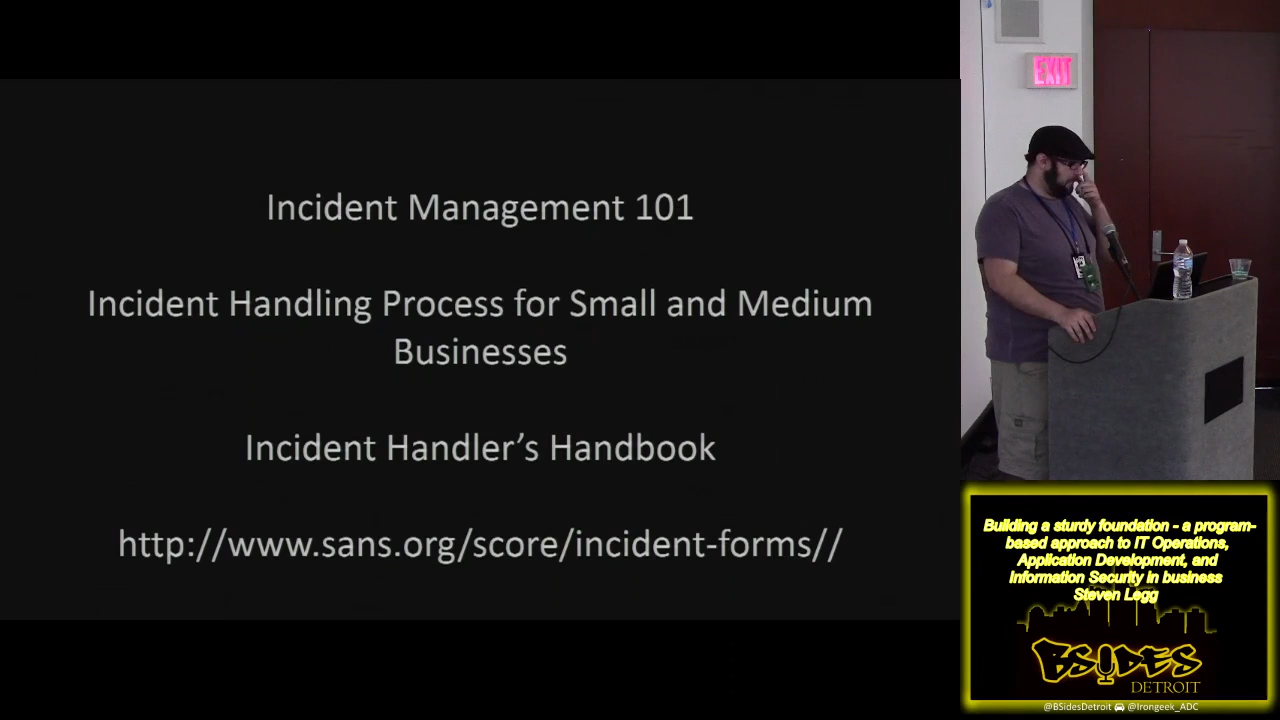 Incident Management 101
Incident Handling Process for Small and Medium
Businesses
Incident Handler's Handbook
http://www.sans.org/score/incident-forms//
EXIT
Building a sturdy foundation - a program-
based approach to IT Operations,
Application Development, and
Information Security in business
Steven Legg
BSIDES
DETROIT
@BSidesDetroit @Irongeek_ADC